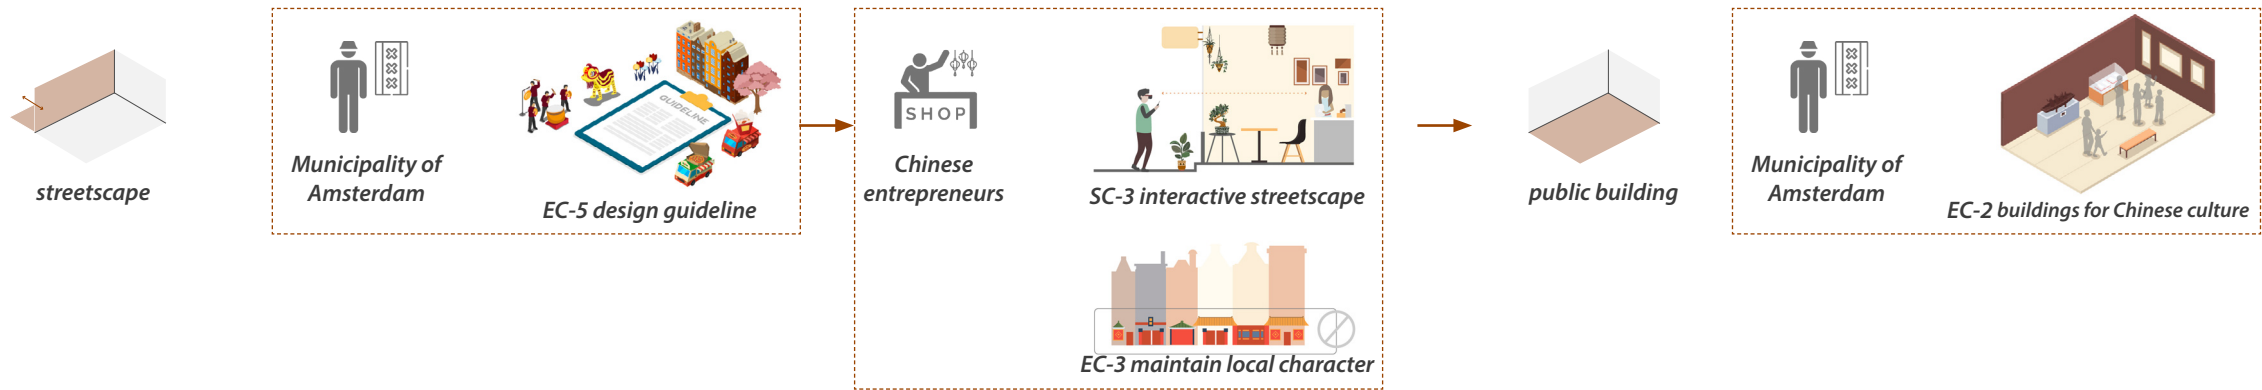 streetscape
Municipality of
Amsterdam
GUIDELINE
EC-5 design guideline
SHOP
Chinese
entrepreneurs
SC-3 interactive streetscape
EC-3 maintain local character
public building
Municipality of
Amsterdam
EC-2 buildings for Chinese culture